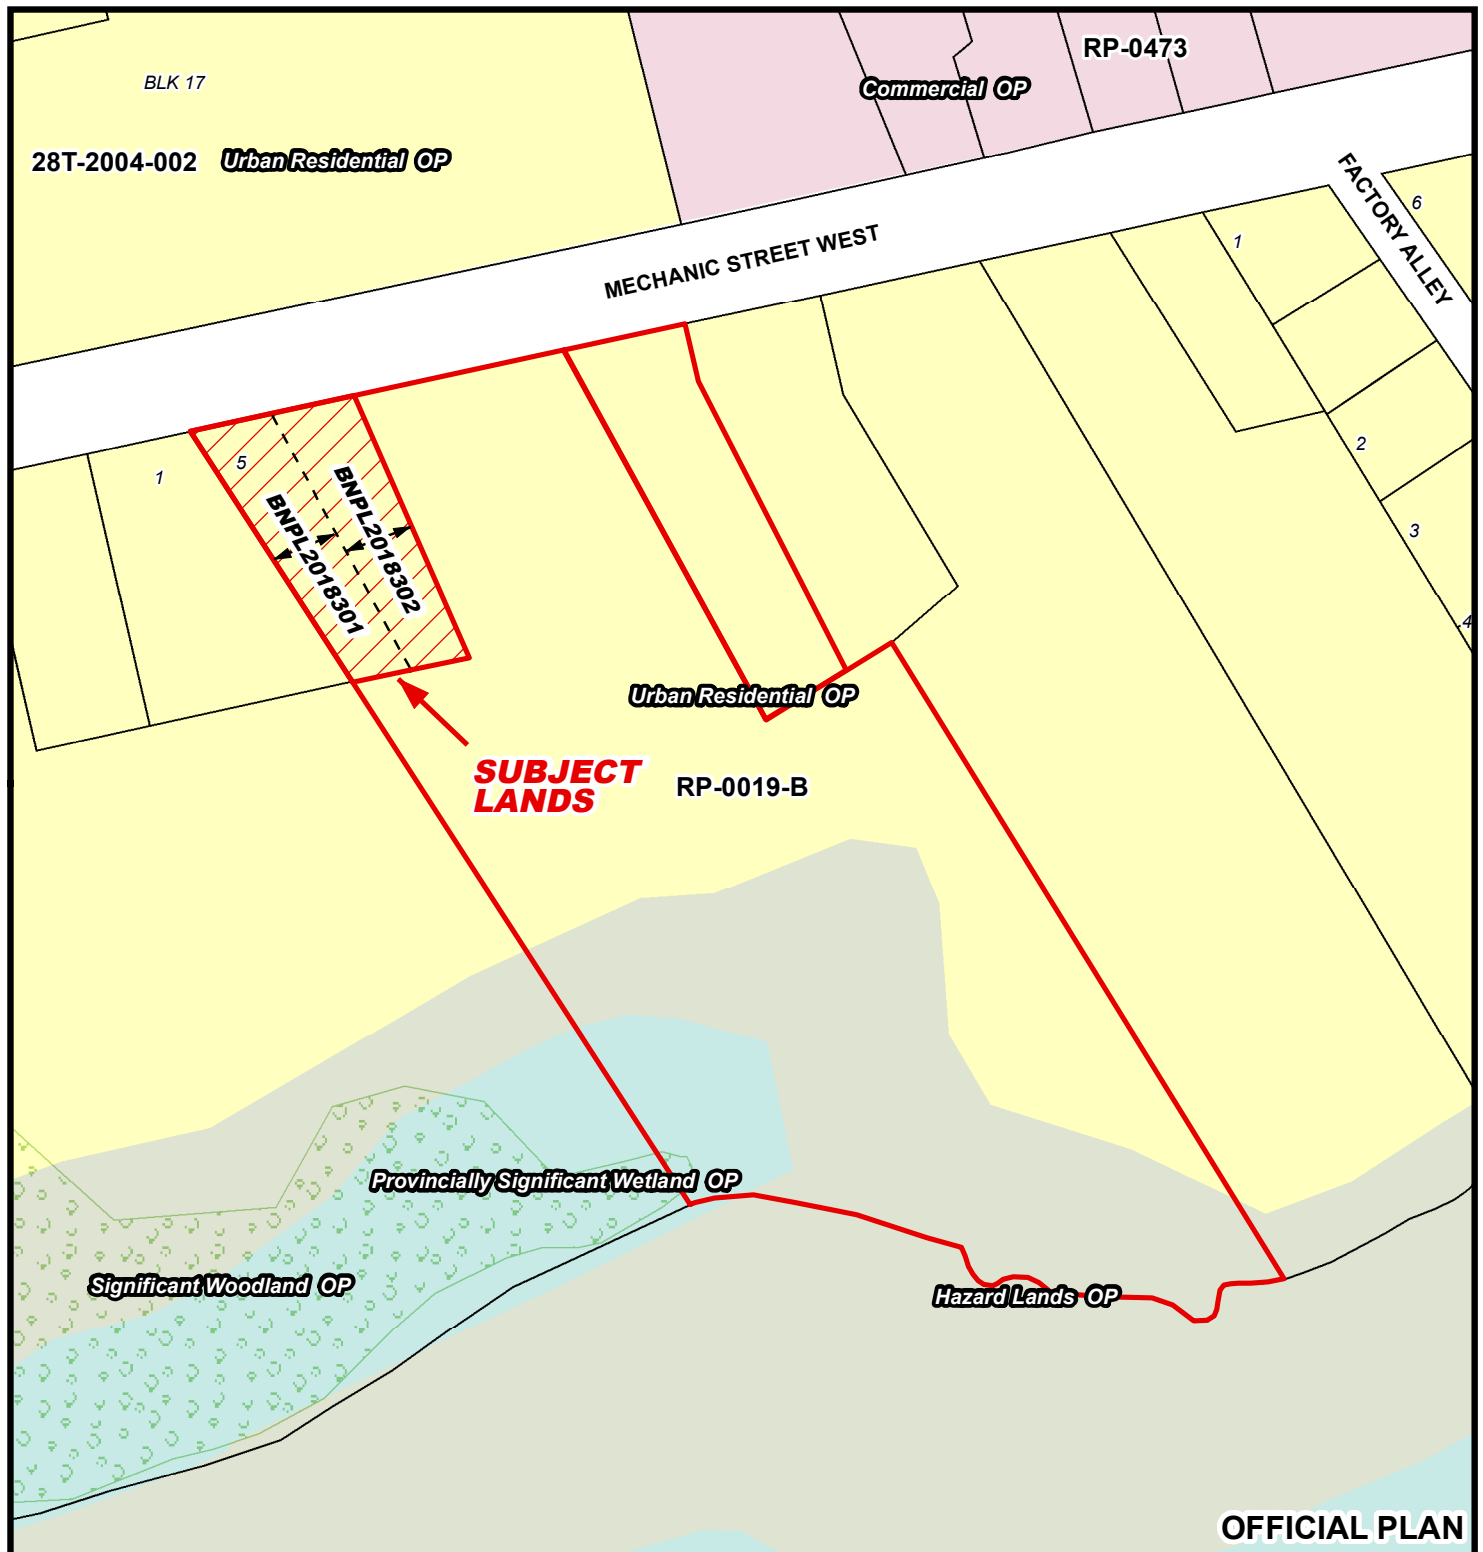 RP-0473
BLK 17
Commercial OP
28T-2004-002
Urban Residential OP
FACTORY ALLEY
6
MECHANIC STREET WEST
1
2
3
4
1
5
BNPL2018301
BNPL2018302
Urban Residential OP
SUBJECT
LANDS
RP-0019-B
Provincially Significant Wetland OP
Significant Woodland OP
Hazard Lands OP
OFFICIAL PLAN